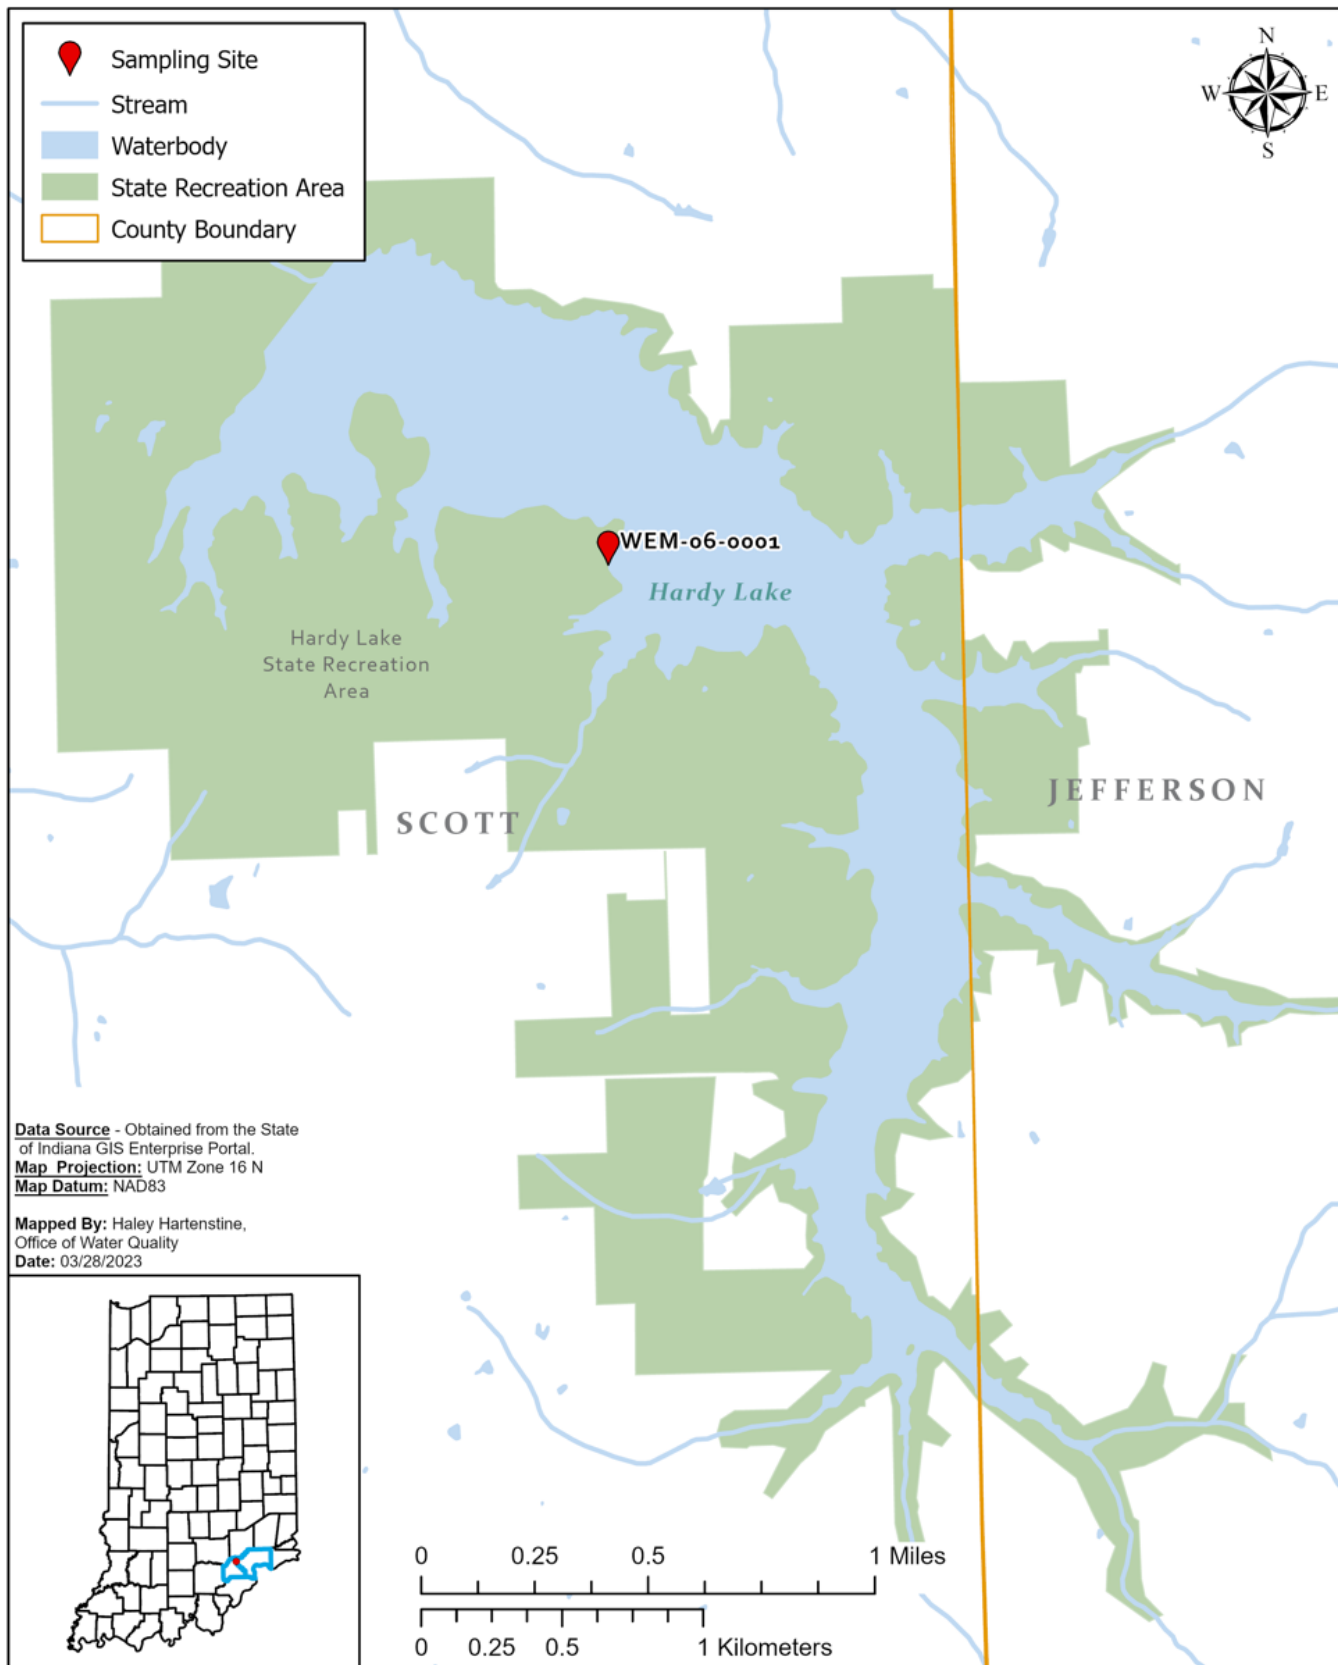 Sampling Site
Stream
Waterbody
State Recreation Area
County Boundary
N
W E
S
WEM-06-0001
Hardy Lake
Hardy Lake
State Recreation
Area
SCOTT
JEFFERSON
Data Source - Obtained from the State
of Indiana GIS Enterprise Portal.
Map Projection: UTM Zone 16 N
Map Datum: NAD83
Mapped By: Haley Hartenstine,
Office of Water Quality
Date: 03/28/2023
0 0.25 0.5 1 Miles
0 0.25 0.5 1 Kilometers